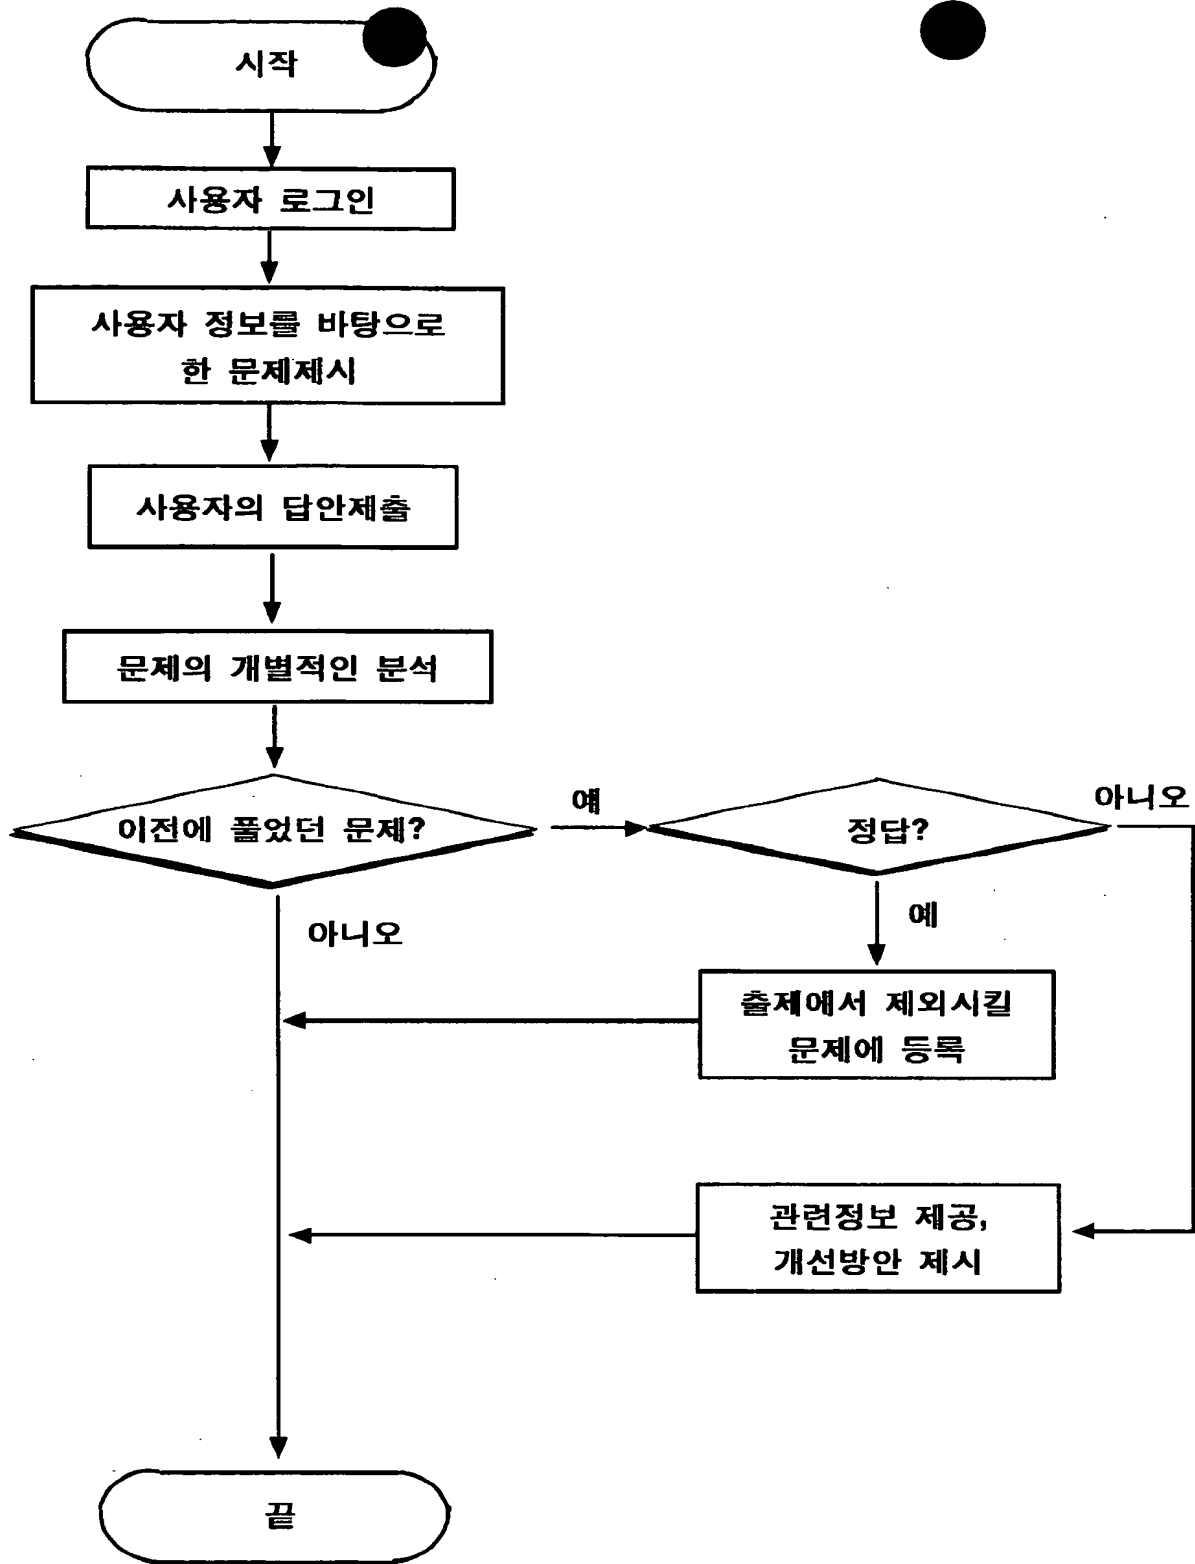 시작
사용자 로그인
사용자 정보를 바탕으로
한 문제제시
사용자의 답안제출
문제의 개별적인 분석
이전에 풀었던 문제?
예
정답?
아니오
예
아니오
출제에서 제외시킬
문제에 등록
관련정보 제공,
개선방안 제시
끝